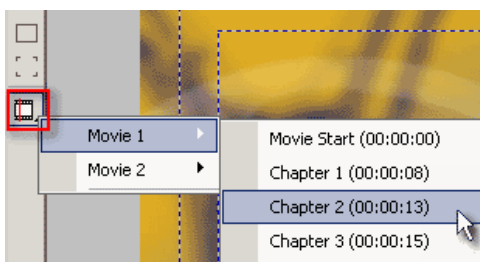 Movie 1
Movie 2
Movie Start (00:00:00)
Chapter 1 (00:00:08)
Chapter 2 (00:00:13)
Chapter 3 (00:00:15)